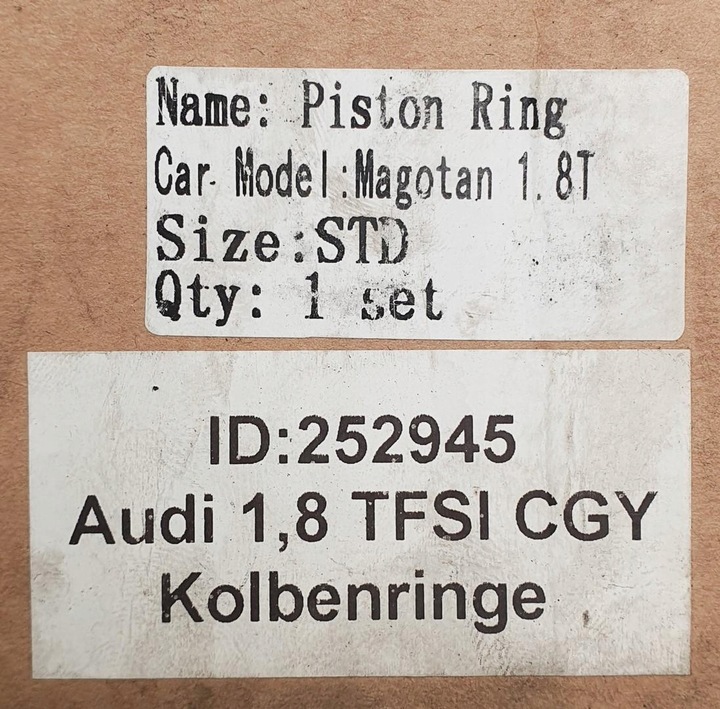 Name: Piston Ring
Car Model:Magotan 1.8T
Size:STD
Qty: 1 set
ID:252945
Audi 1,8 TFSI CGY
Kolbenringe